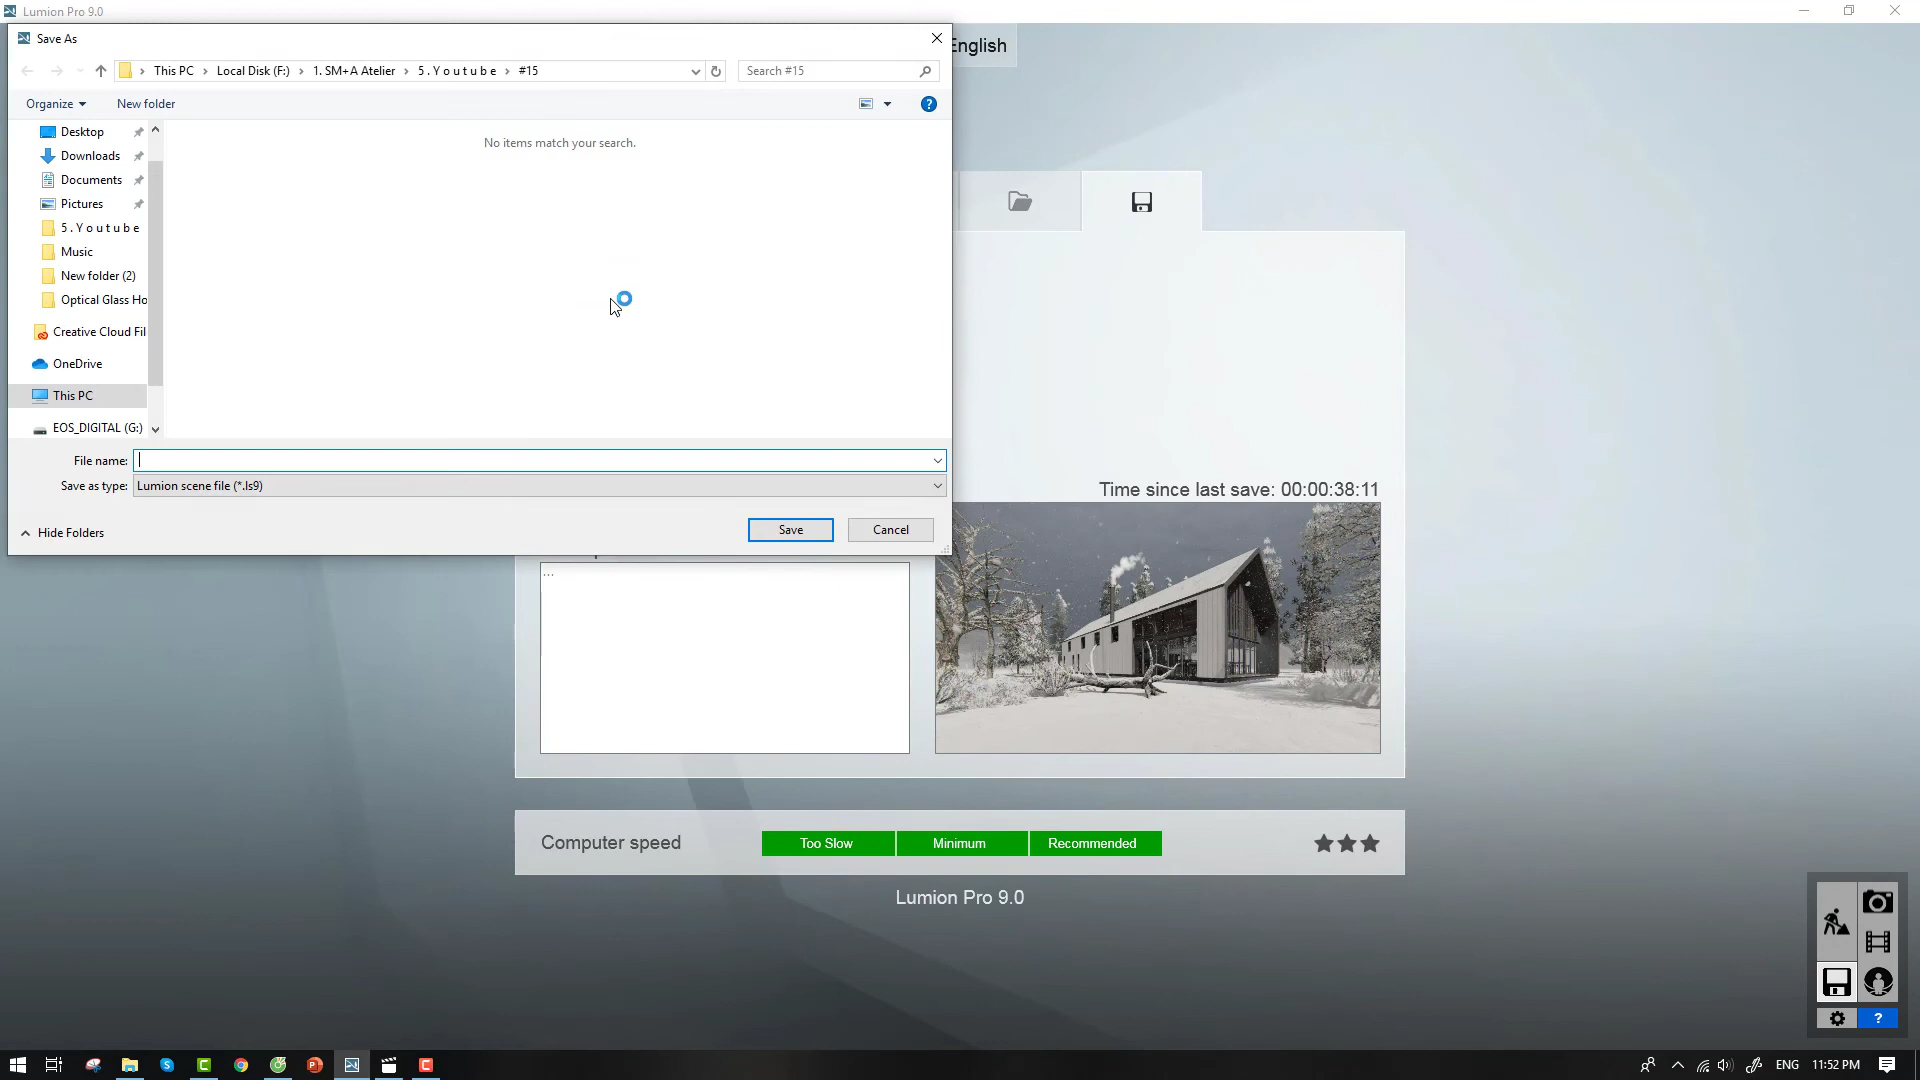 Lumion Pro 9.0
Save As
English
This PC
Local Disk (F:)
1. SM+A Atelier
5 . Y o u t u b e
#15
Search #15
Organize
New folder
?
Desktop
Downloads
Documents
Pictures
5 . Y o u t u b e
Music
New folder (2)
Optical Glass Ho
Creative Cloud Fil
OneDrive
This PC
EOS_DIGITAL (G:)
No items match your search.
File name:
Save as type:
Lumion scene file (*.ls9)
Hide Folders
Save
Cancel
Time since last save: 00:00:38:11
...
Computer speed
Too Slow
Minimum
Recommended
Lumion Pro 9.0
?
ENG
11:52 PM